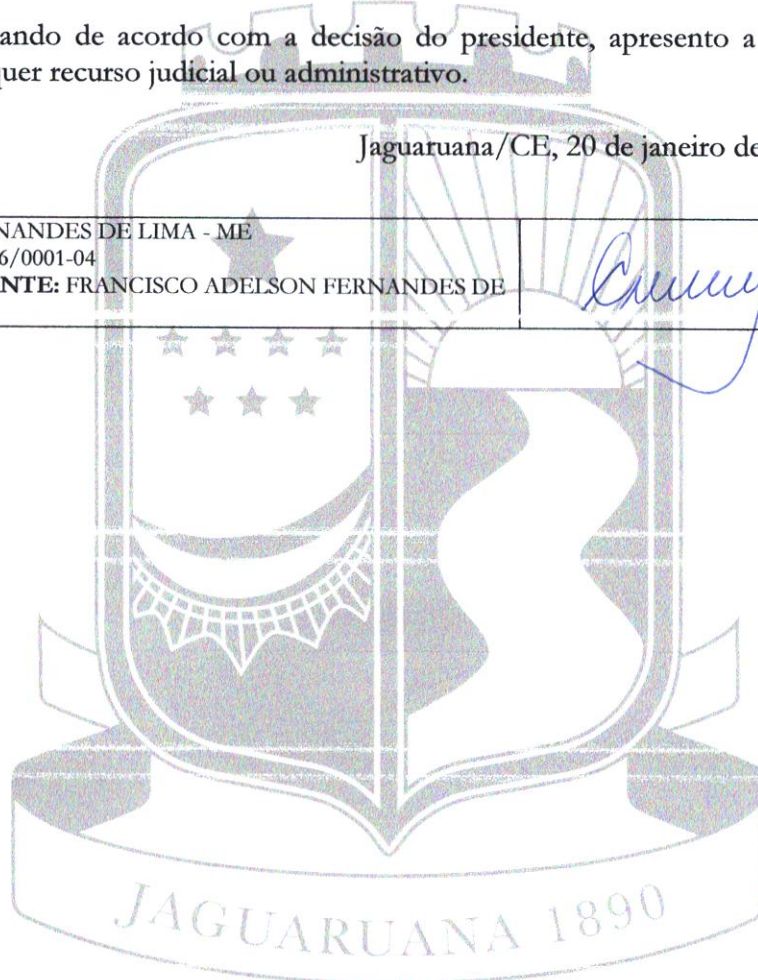 ando de acordo com a decisão do presidente, apresento a
quer recurso judicial ou administrativo.
Jaguaruana/CE, 20 de janeiro de
NANDES DE LIMA - ME
6/0001-04
NTE: FRANCISCO ADELSON FERNANDES DE
JAGUARUANA 1890